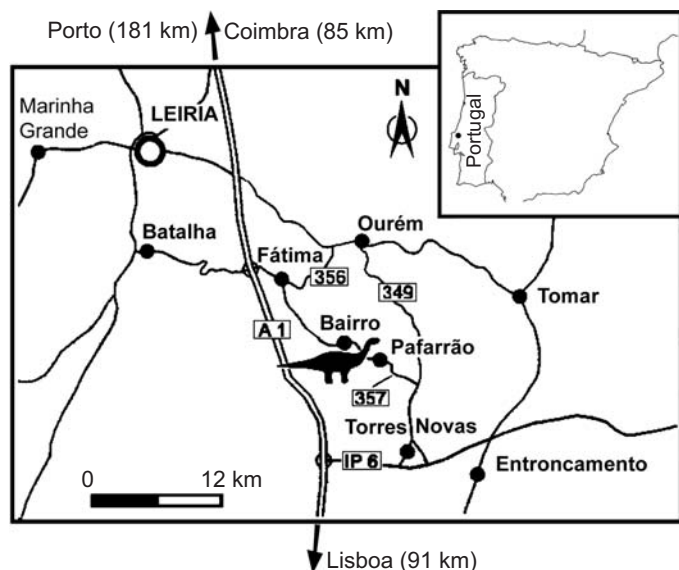 Porto (181 km)
Coimbra (85 km)
Marinha
Grande
LEIRIA
N
Portugal
Batalha
Fátima
Ourém
356
349
Tomar
A 1
Bairro
Pafarrão
357
Torres Novas
IP 6
Entroncamento
0
12 km
Lisboa (91 km)